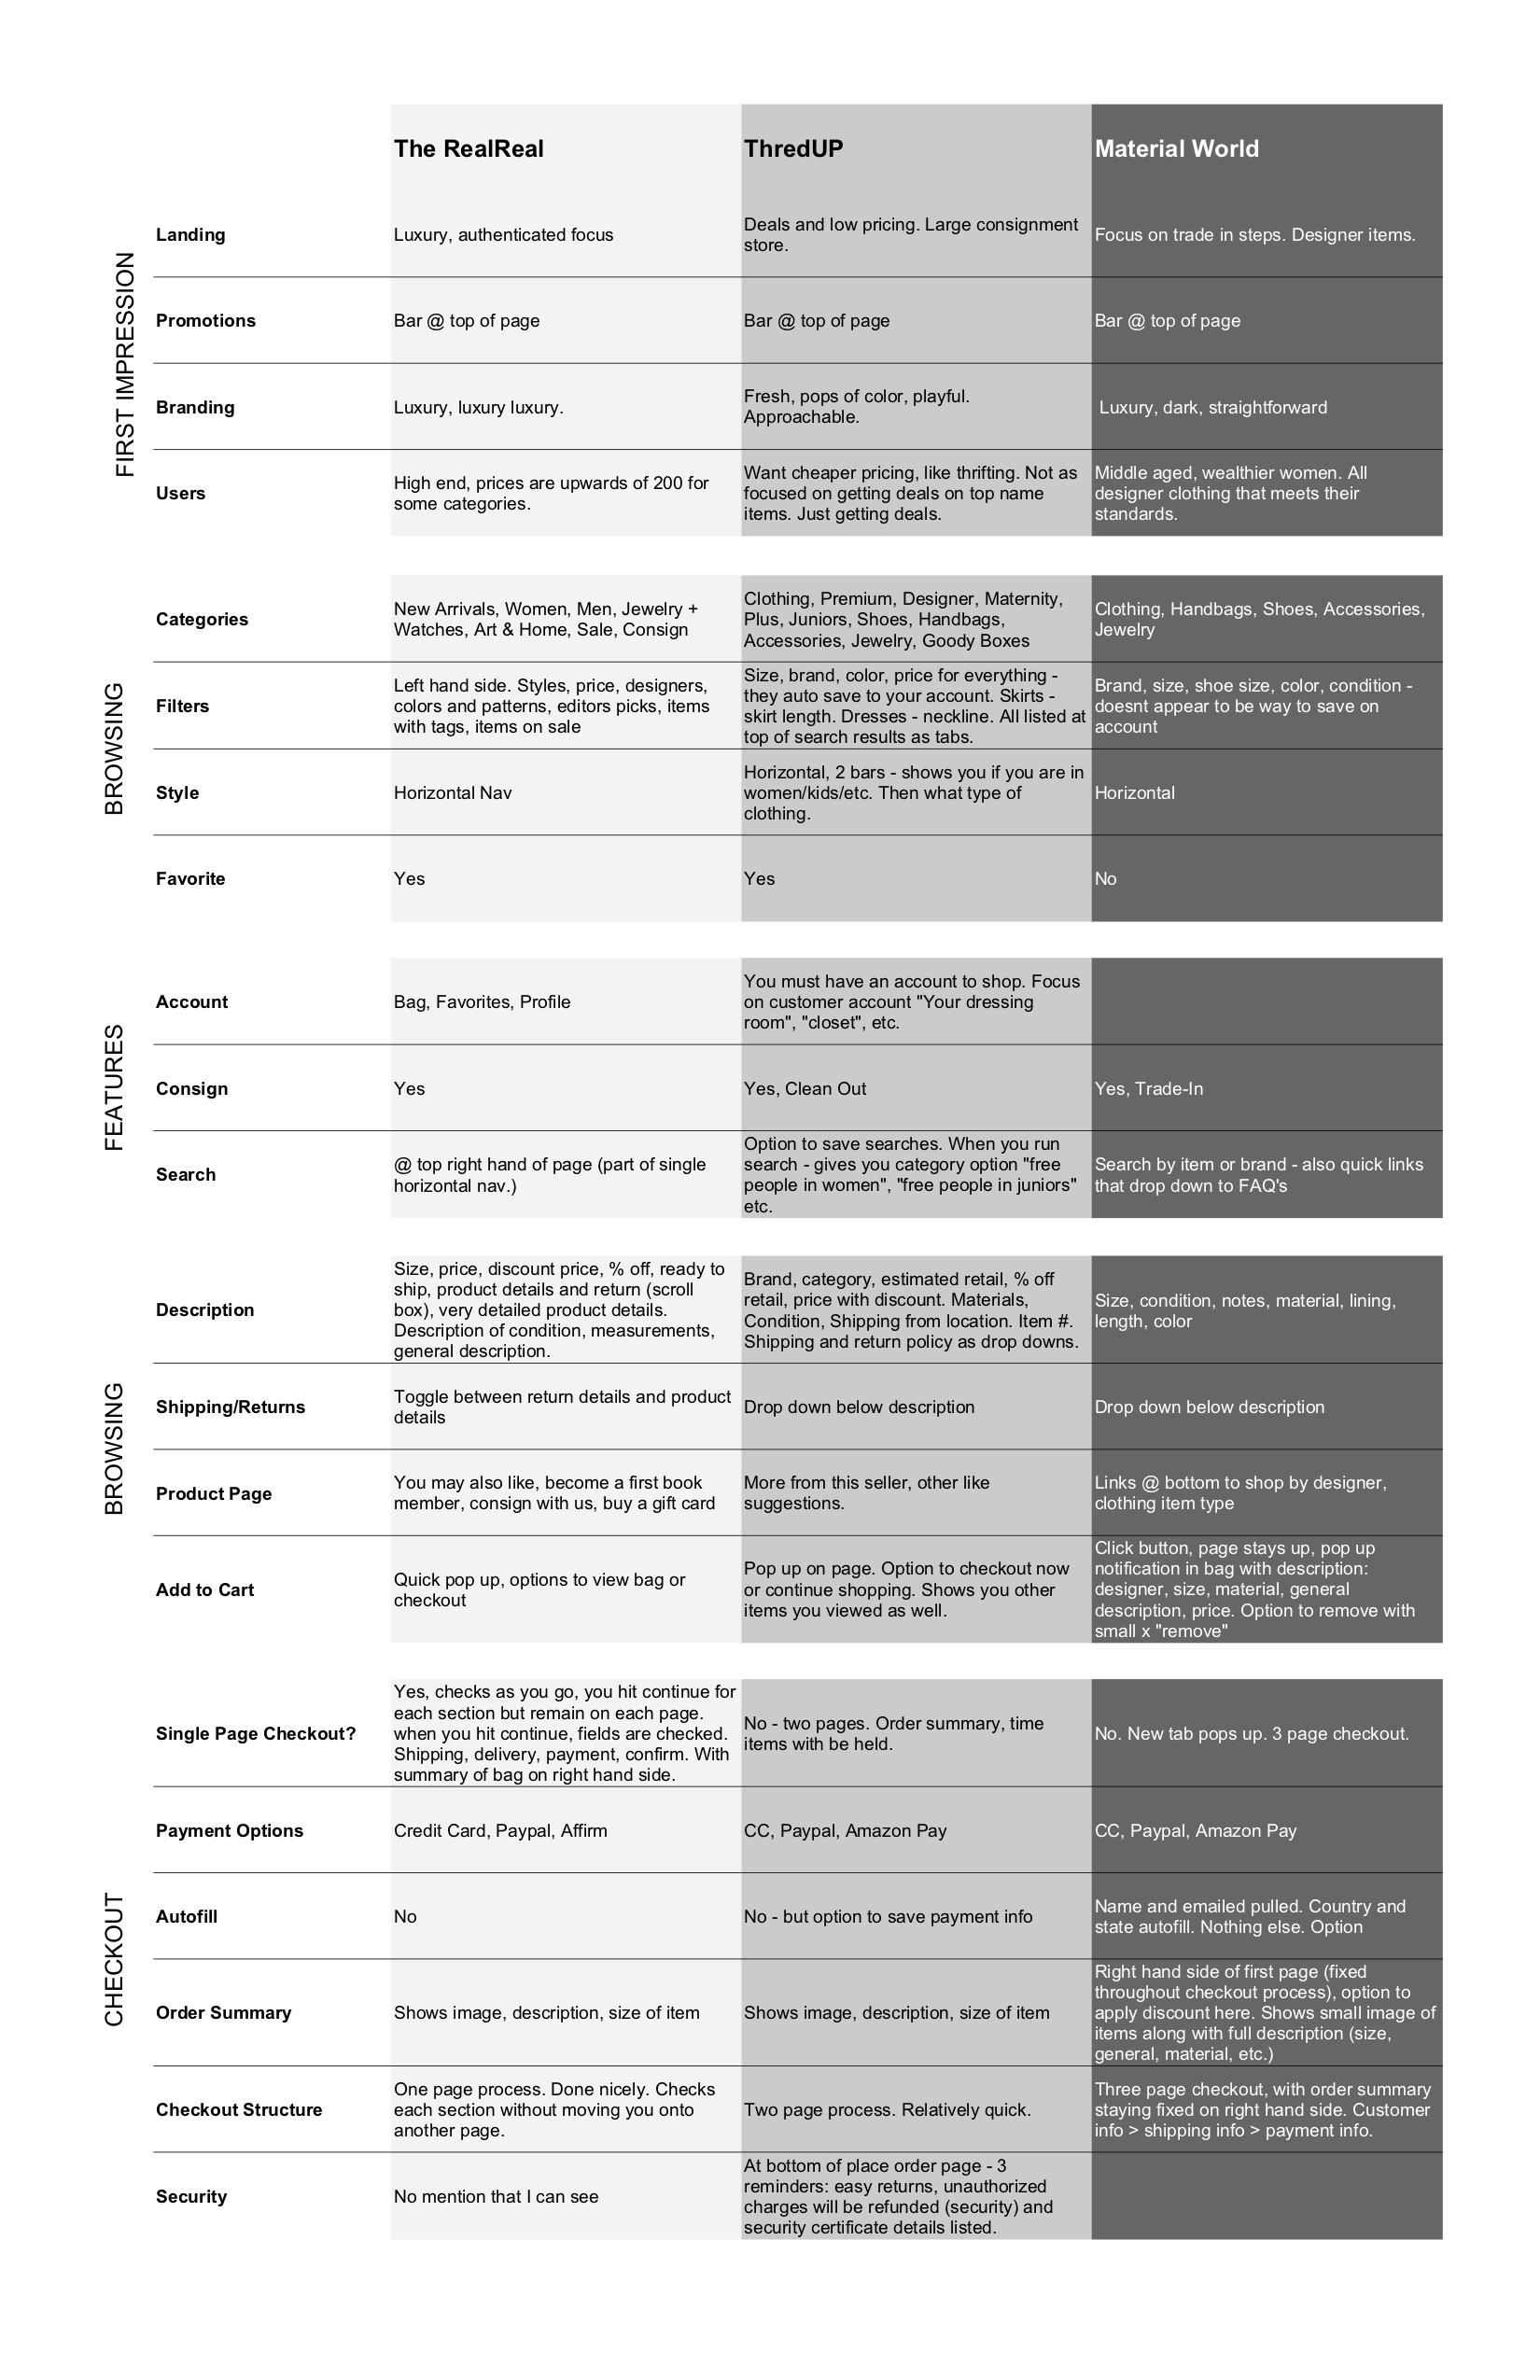 The RealReal
ThredUP
Material World
FIRST IMPRESSION
Landing
Luxury, authenticated focus
Deals and low pricing. Large consignment
store.
Focus on trade in steps. Designer items.
Promotions
Bar @ top of page
Bar @ top of page
Bar @ top of page
Branding
Luxury, luxury luxury.
Fresh, pops of color, playful.
Approachable.
Luxury, dark, straightforward
Users
High end, prices are upwards of 200 for
some categories.
Want cheaper pricing, like thrifting. Not as
focused on getting deals on top name
items. Just getting deals.
Middle aged, wealthier women. All
designer clothing that meets their
standards.
BROWSING
Categories
New Arrivals, Women, Men, Jewelry +
Watches, Art & Home, Sale, Consign
Clothing, Premium, Designer, Maternity,
Plus, Juniors, Shoes, Handbags,
Accessories, Jewelry, Goody Boxes
Clothing, Handbags, Shoes, Accessories,
Jewelry
Filters
Left hand side. Styles, price, designers,
colors and patterns, editors picks, items
with tags, items on sale
Size, brand, color, price for everything -
they auto save to your account. Skirts -
skirt length. Dresses - neckline. All listed at
top of search results as tabs.
Brand, size, shoe size, color, condition -
doesnt appear to be way to save on
account
Style
Horizontal Nav
Horizontal, 2 bars - shows you if you are in
women/kids/etc. Then what type of
clothing.
Horizontal
Favorite
Yes
Yes
No
FEATURES
Account
Bag, Favorites, Profile
You must have an account to shop. Focus
on customer account "Your dressing
room", "closet", etc.
Consign
Yes
Yes, Clean Out
Yes, Trade-In
Search
@ top right hand of page (part of single
horizontal nav.)
Option to save searches. When you run
search - gives you category option "free
people in women", "free people in juniors"
etc.
Search by item or brand - also quick links
that drop down to FAQ's
BROWSING
Description
Size, price, discount price, % off, ready to
ship, product details and return (scroll
box), very detailed product details.
Description of condition, measurements,
general description.
Brand, category, estimated retail, % off
retail, price with discount. Materials,
Condition, Shipping from location. Item #.
Shipping and return policy as drop downs.
Size, condition, notes, material, lining,
length, color
Shipping/Returns
Toggle between return details and product
details
Drop down below description
Drop down below description
Product Page
You may also like, become a first book
member, consign with us, buy a gift card
More from this seller, other like
suggestions.
Links @ bottom to shop by designer,
clothing item type
Add to Cart
Quick pop up, options to view bag or
checkout
Pop up on page. Option to checkout now
or continue shopping. Shows you other
items you viewed as well.
Click button, page stays up, pop up
notification in bag with description:
designer, size, material, general
description, price. Option to remove with
small x "remove"
CHECKOUT
Single Page Checkout?
Yes, checks as you go, you hit continue for
each section but remain on each page.
when you hit continue, fields are checked.
Shipping, delivery, payment, confirm. With
summary of bag on right hand side.
No - two pages. Order summary, time
items with be held.
No. New tab pops up. 3 page checkout.
Payment Options
Credit Card, Paypal, Affirm
CC, Paypal, Amazon Pay
CC, Paypal, Amazon Pay
Autofill
No
No - but option to save payment info
Name and emailed pulled. Country and
state autofill. Nothing else. Option
Order Summary
Shows image, description, size of item
Shows image, description, size of item
Right hand side of first page (fixed
throughout checkout process), option to
apply discount here. Shows small image of
items along with full description (size,
general, material, etc.)
Checkout Structure
One page process. Done nicely. Checks
each section without moving you onto
another page.
Two page process. Relatively quick.
Three page checkout, with order summary
staying fixed on right hand side. Customer
info > shipping info > payment info.
Security
No mention that I can see
At bottom of place order page - 3
reminders: easy returns, unauthorized
charges will be refunded (security) and
security certificate details listed.